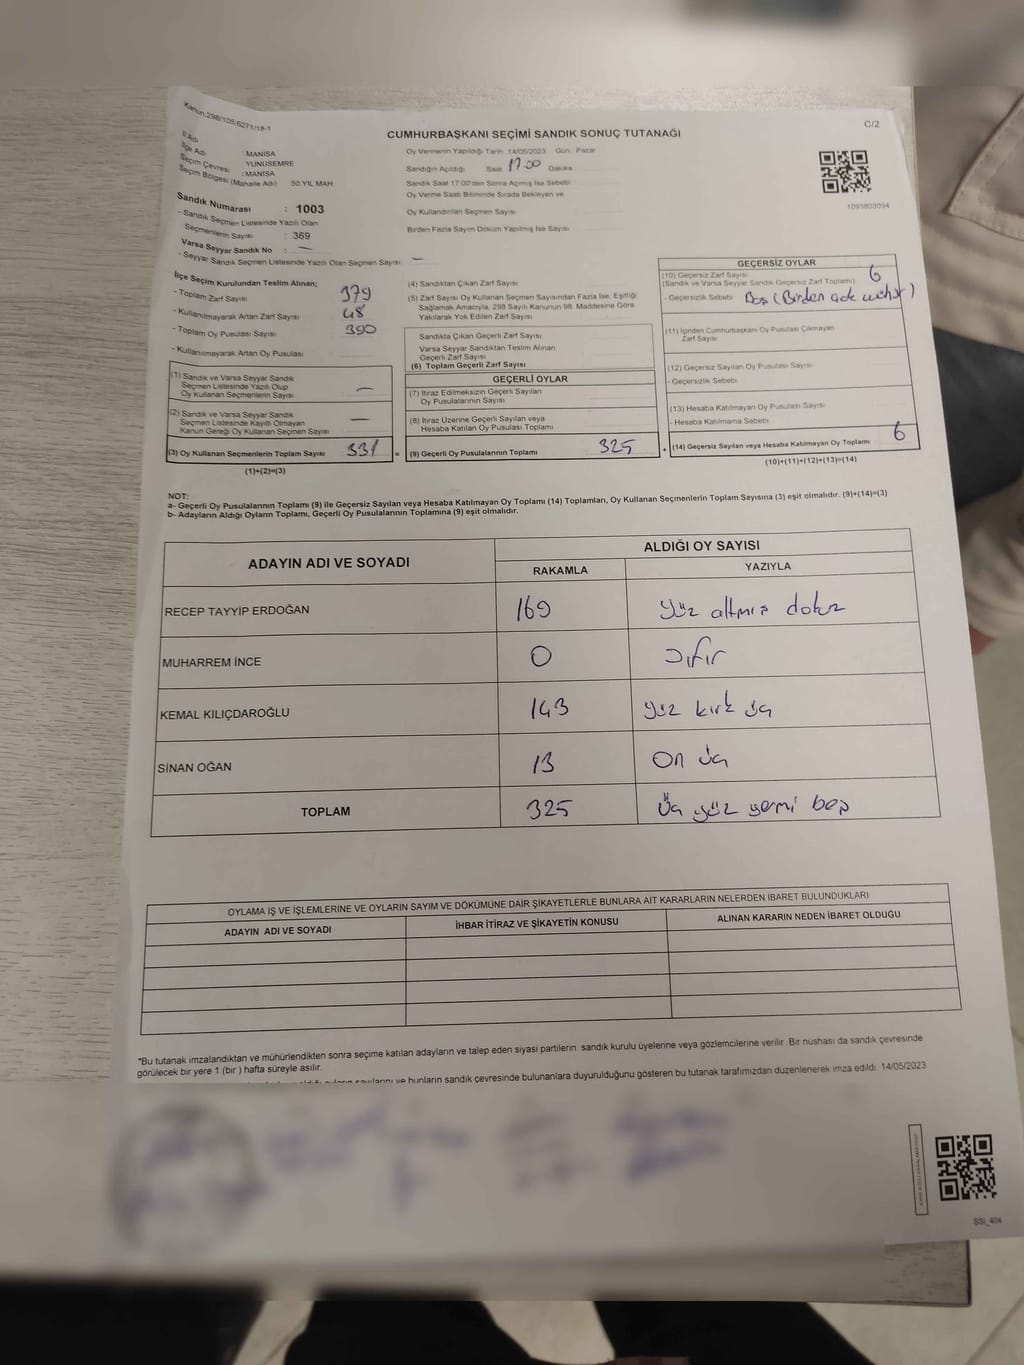 Kanun:298/105,6271/18-1
C/2
CUMHURBAŞKANI SEÇİMİ SANDIK SONUÇ TUTANAĞI
İl Adı : MANİSA
İlçe Adı : YUNUSEMRE
Seçim Çevresi : MANİSA
Seçim Bölgesi (Mahalle Adı) 50.YIL MAH.
Sandık Numarası : 1003
- Sandık Seçmen Listesinde Yazılı Olan
Seçmenlerin Sayısı : 369
Varsa Seyyar Sandık No : —
- Seyyar Sandık Seçmen Listesinde Yazılı Olan Seçmen Sayısı : —
Oy Vermenin Yapıldığı Tarih : 14/05/2023 Gün : Pazar
Sandığın Açıldığı Saat 17.00 Dakika
Sandık Saat 17:00'den Sonra Açılmış İse Sebebi
Oy Verme Saati Bitiminde Sırada Bekleyen ve
Oy Kullandırılan Seçmen Sayısı
Birden Fazla Sayım Döküm Yapılmış İse Sayısı
1091803094
İlçe Seçim Kurulundan Teslim Alınan;
- Toplam Zarf Sayısı 379
- Kullanılmayarak Artan Zarf Sayısı 48
- Toplam Oy Pusulası Sayısı 390
- Kullanılmayarak Artan Oy Pusulası
(1) Sandık ve Varsa Seyyar Sandık
Seçmen Listesinde Yazılı Olup
Oy Kullanan Seçmenlerin Sayısı —
(2) Sandık ve Varsa Seyyar Sandık
Seçmen Listesinde Kayıtlı Olmayan
Kanun Gereği Oy Kullanan Seçmen Sayısı —
(3) Oy Kullanan Seçmenlerin Toplam Sayısı 331 =
(1)+(2)=(3)
(4) Sandıktan Çıkan Zarf Sayısı
(5) Zarf Sayısı Oy Kullanan Seçmen Sayısından Fazla İse, Eşitliği
Sağlamak Amacıyla, 298 Sayılı Kanunun 98. Maddesine Göre
Yakılarak Yok Edilen Zarf Sayısı
Sandıkta Çıkan Geçerli Zarf Sayısı
Varsa Seyyar Sandıktan Teslim Alınan
Geçerli Zarf Sayısı
(6) Toplam Geçerli Zarf Sayısı
GEÇERLİ OYLAR
(7) İtiraz Edilmeksizin Geçerli Sayılan
Oy Pusulalarının Sayısı
(8) İtiraz Üzerine Geçerli Sayılan veya
Hesaba Katılan Oy Pusulası Toplamı
(9) Geçerli Oy Pusulalarının Toplamı 325 +
GEÇERSİZ OYLAR
(10) Geçersiz Zarf Sayısı 6
(Sandık ve Varsa Seyyar Sandık Geçersiz Zarf Toplamı)
- Geçersizlik Sebebi Boş (Birden
(11) İçinden Cumhurbaşkanı Oy Pusulası Çıkmayan
Zarf Sayısı
(12) Geçersiz Sayılan Oy Pusulası Sayısı
- Geçersizlik Sebebi
(13) Hesaba Katılmayan Oy Pusulası Sayısı
- Hesaba Katılmama Sebebi
(14) Geçersiz Sayılan veya Hesaba Katılmayan Oy Toplamı 6
(10)+(11)+(12)+(13)=(14)
NOT:
a- Geçerli Oy Pusulalarının Toplamı (9) ile Geçersiz Sayılan veya Hesaba Katılmayan Oy Toplamı (14) Toplamları, Oy Kullanan Seçmenlerin Toplam Sayısına (3) eşit olmalıdır. (9)+(14)=(3)
b- Adayların Aldığı Oyların Toplamı, Geçerli Oy Pusulalarının Toplamına (9) eşit olmalıdır.
ADAYIN ADI VE SOYADI ALDIĞI OY SAYISI
RAKAMLA YAZIYLA
RECEP TAYYİP ERDOĞAN 169 yüz altmış dokuz
MUHARREM İNCE 0 sıfır
KEMAL KILIÇDAROĞLU 143 yüz kırk üç
SİNAN OĞAN 13 On üç
TOPLAM 325 Üç yüz yirmi beş
OYLAMA İŞ VE İŞLEMLERİNE VE OYLARIN SAYIM VE DÖKÜMÜNE DAİR ŞİKAYETLERLE BUNLARA AİT KARARLARIN NELERDEN İBARET BULUNDUKLARI
ADAYIN ADI VE SOYADI İHBAR İTİRAZ VE ŞİKAYETİN KONUSU ALINAN KARARIN NEDEN İBARET OLDUĞU
*Bu tutanak imzalandıktan ve mühürlendikten sonra seçime katılan adayların ve talep eden siyasi partilerin sandık kurulu üyelerine veya gözlemcilerine verilir. Bir nüshası da sandık çevresinde
görülecek bir yere 1 (bir) hafta süreyle asılır.
sayılarını ve bunların sandık çevresinde bulunanlara duyurulduğunu gösteren bu tutanak tarafımızdan düzenlenerek imza edildi. 14/05/2023
SSI_404